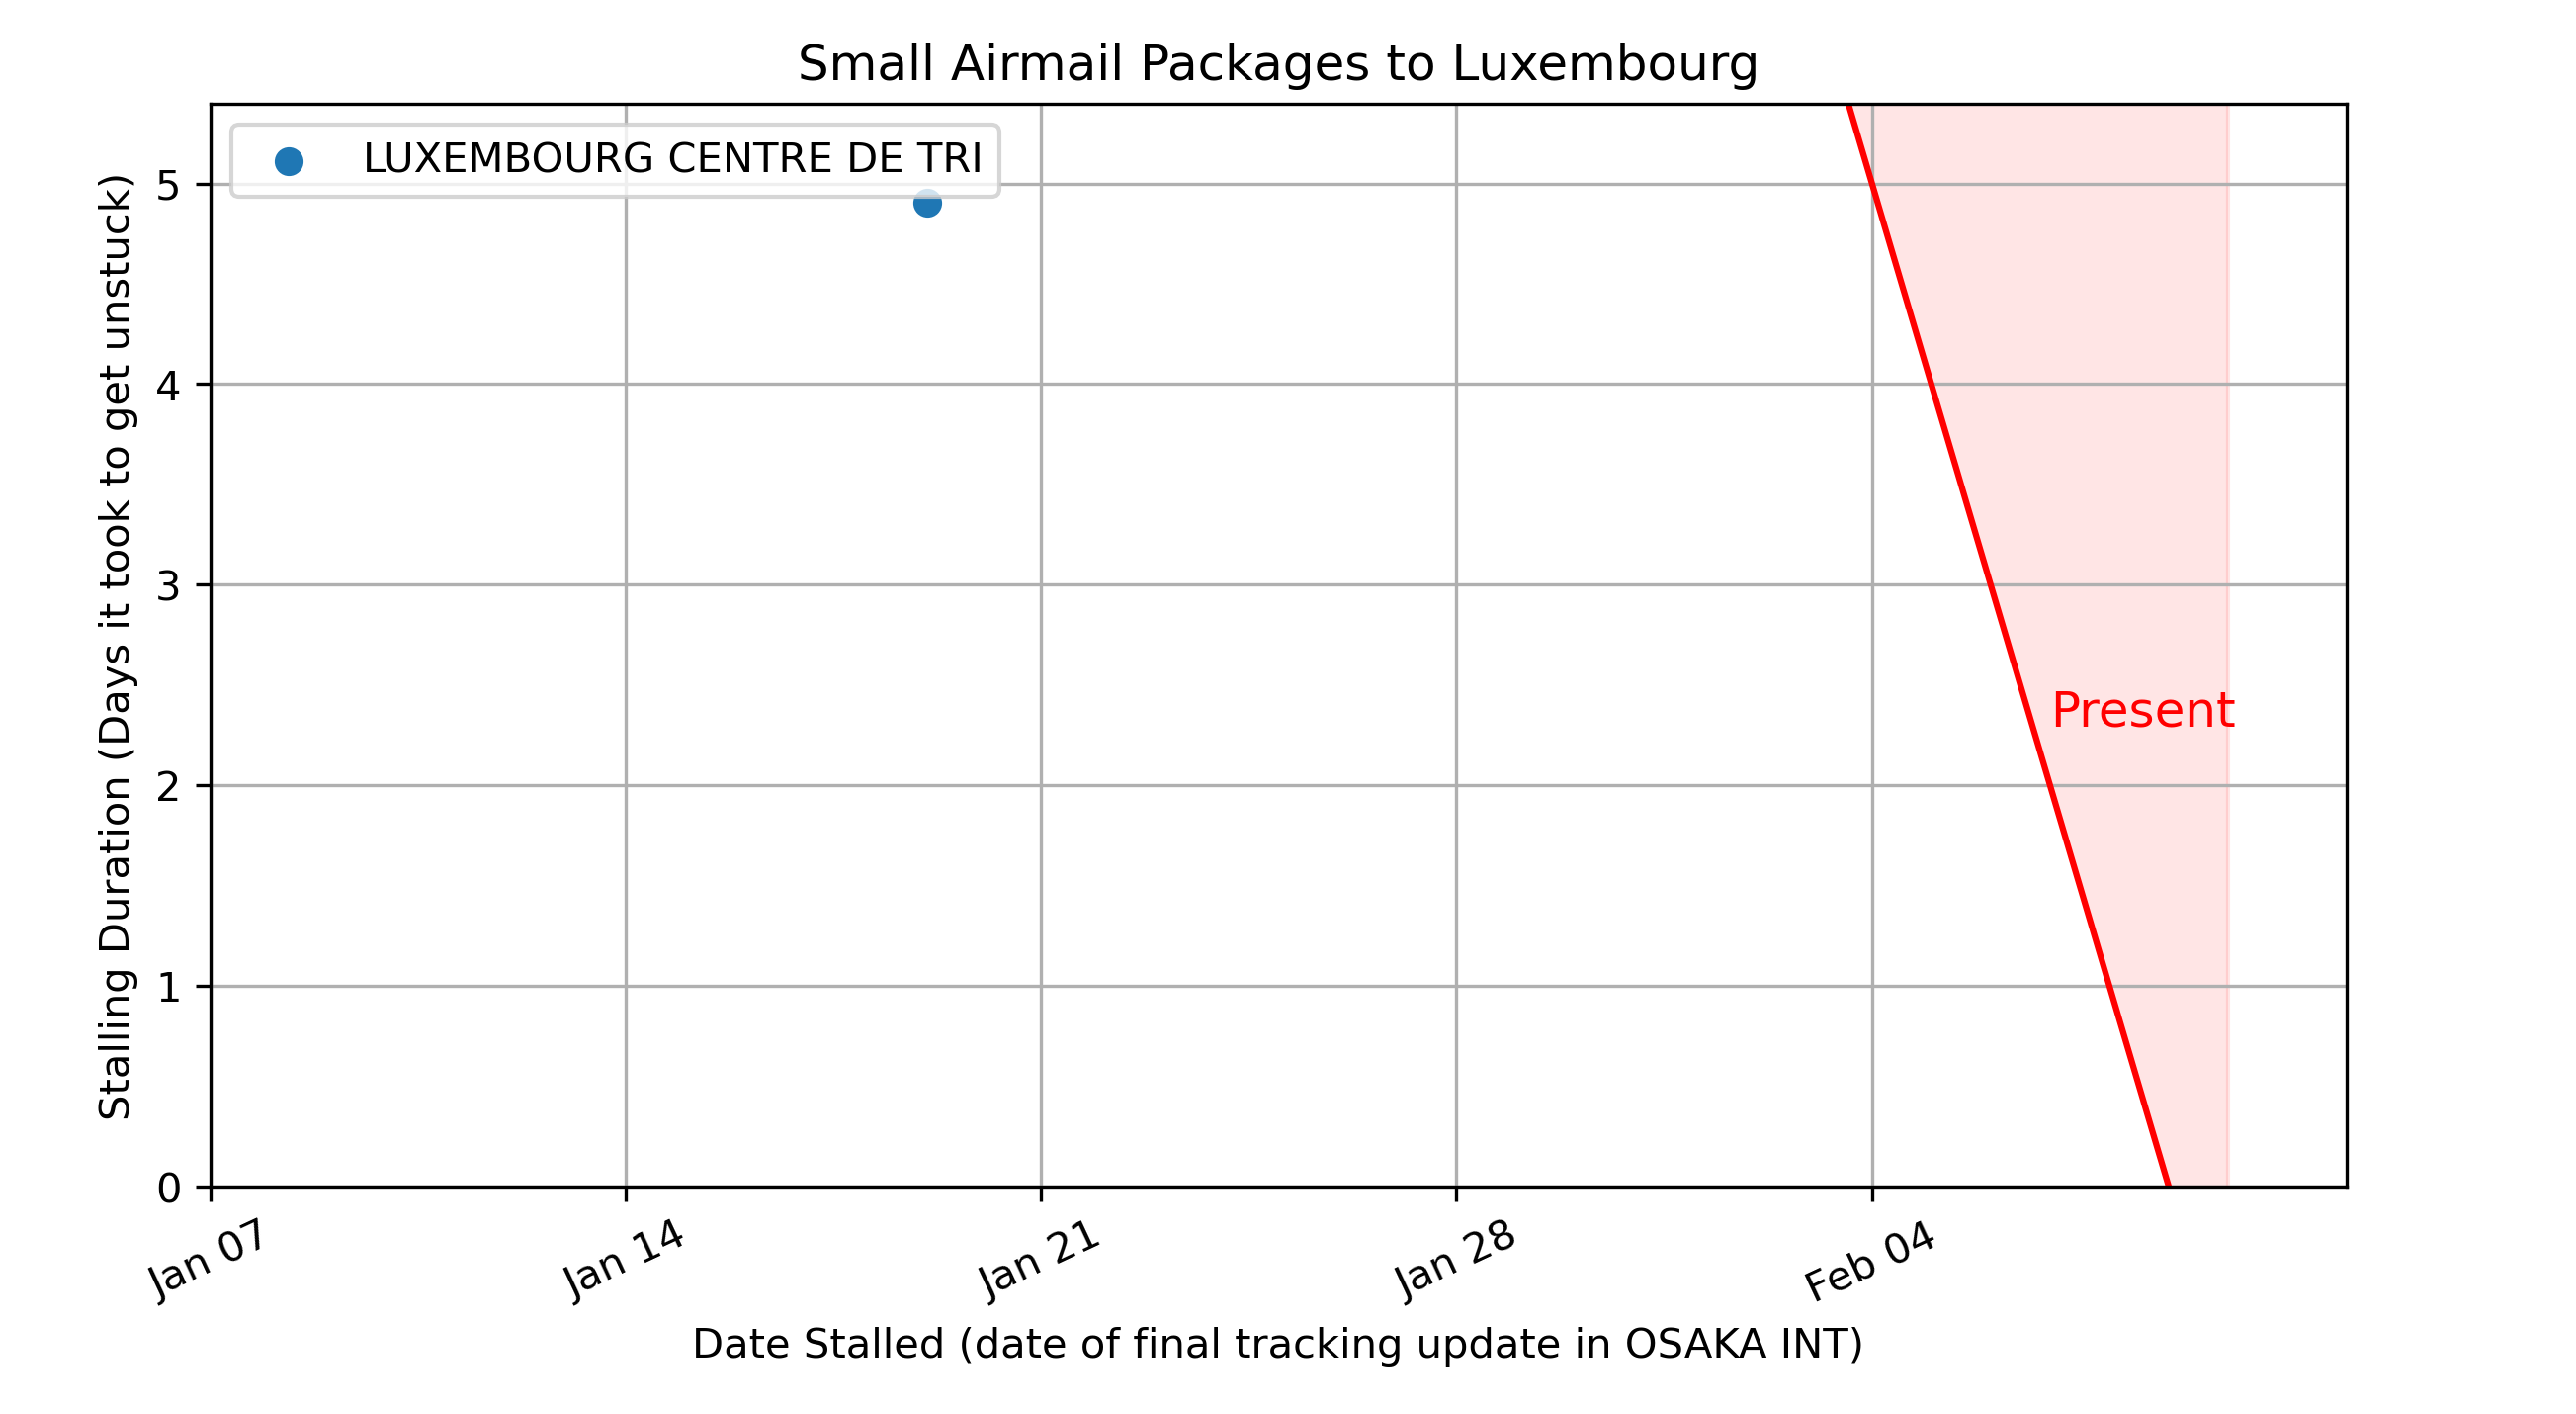 Small Airmail Packages to Luxembourg
LUXEMBOURG CENTRE DE TRI
Stalling Duration (Days it took to get unstuck)
5
4
3
2
1
0
Present
Jan 07
Jan 14
Jan 21
Jan 28
Feb 04
Date Stalled (date of final tracking update in OSAKA INT)